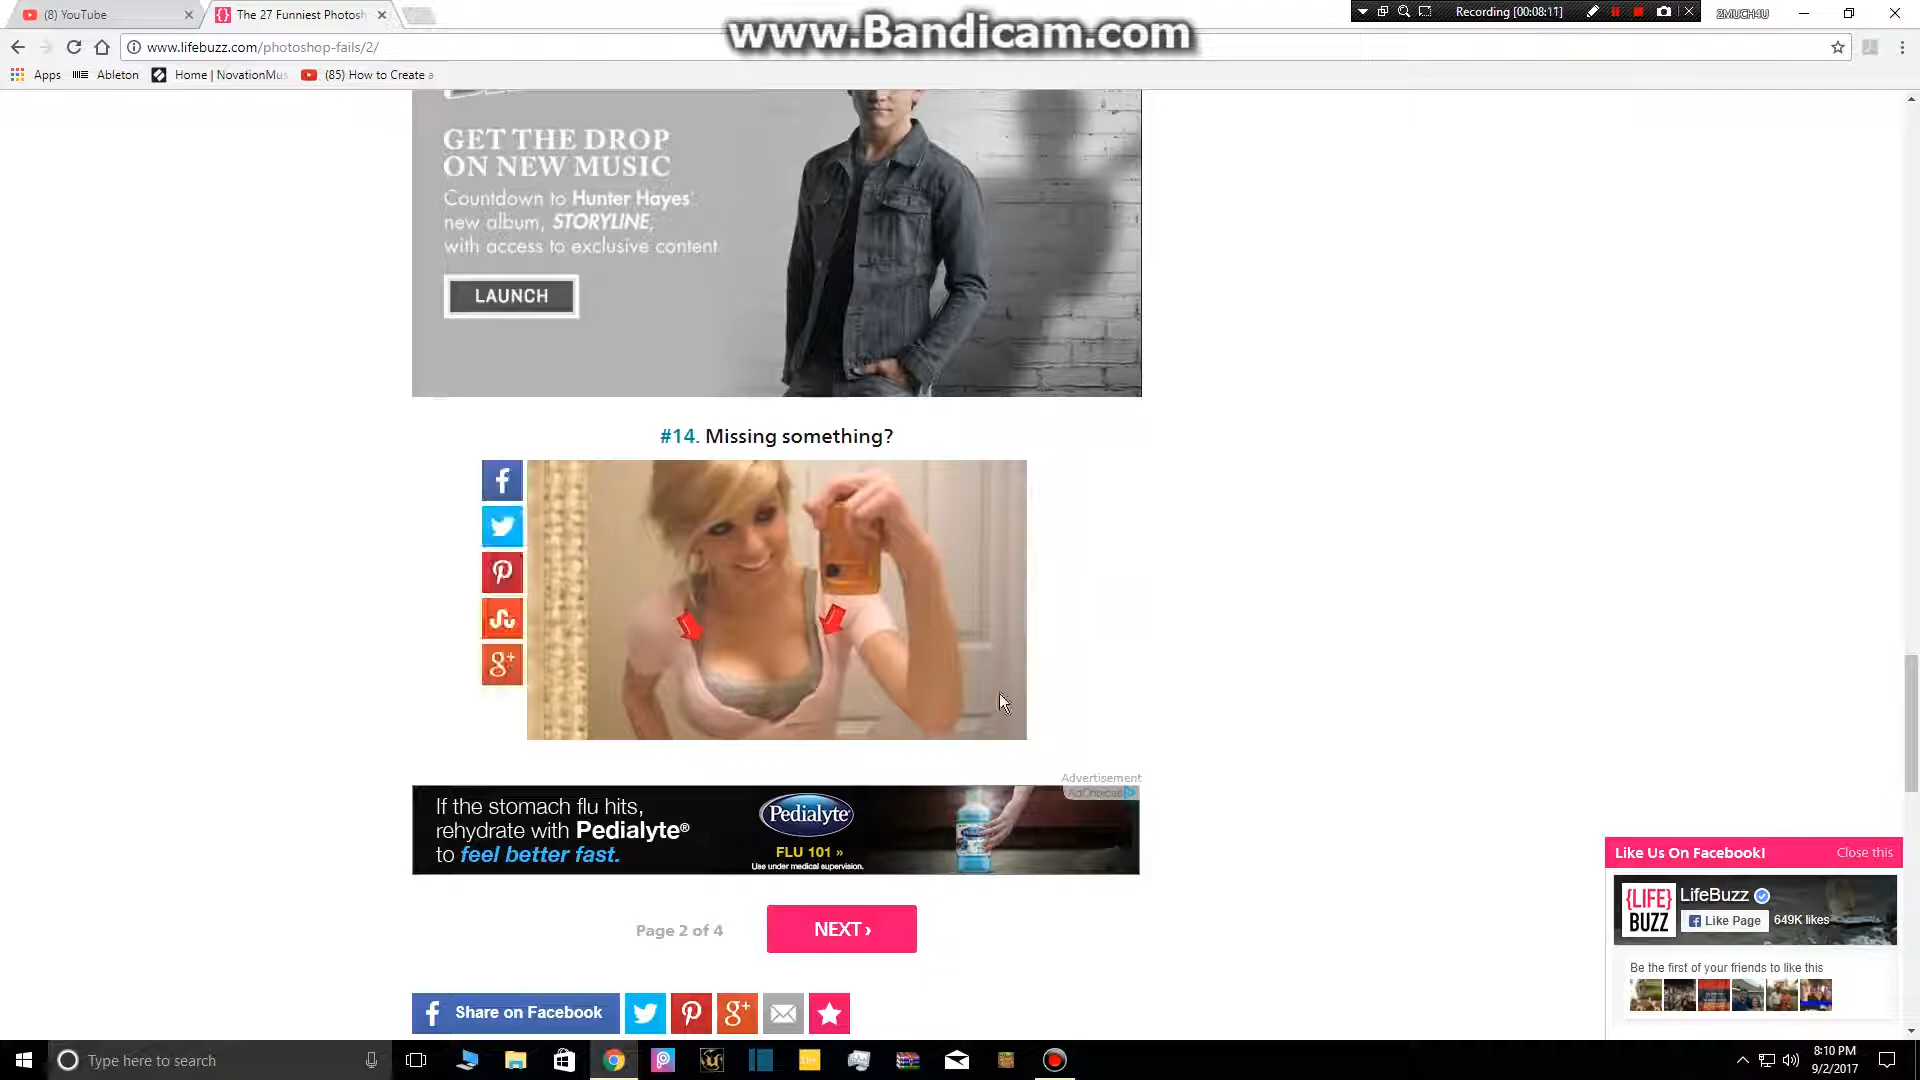 (8) YouTube
The 27 Funniest Photosh
www.Bandicam.com
Recording [00:08:11]
2MUCH4U
www.lifebuzz.com/photoshop-fails/2/
Apps
Ableton
Home | NovationMus
(85) How to Create a
GET THE DROP
ON NEW MUSIC
Countdown to Hunter Hayes'
new album, STORYLINE,
with access to exclusive content
LAUNCH
#14. Missing something?
Advertisement
AdChoices
If the stomach flu hits,
rehydrate with Pedialyte®
to feel better fast.
Pedialyte
FLU 101 »
Use under medical supervision.
Page 2 of 4
NEXT ›
Share on Facebook
Like Us On Facebook!
Close this
{LIFE}
BUZZ
LifeBuzz
Like Page
649K likes
Be the first of your friends to like this
Type here to search
8:10 PM
9/2/2017